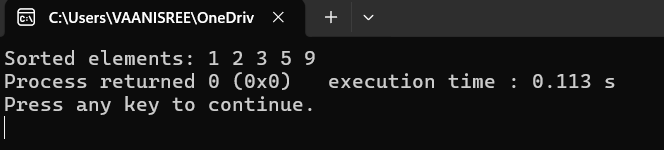 C:\Users\VAANISREE\OneDriv
Sorted elements: 1 2 3 5 9
Process returned 0 (0x0)   execution time : 0.113 s
Press any key to continue.